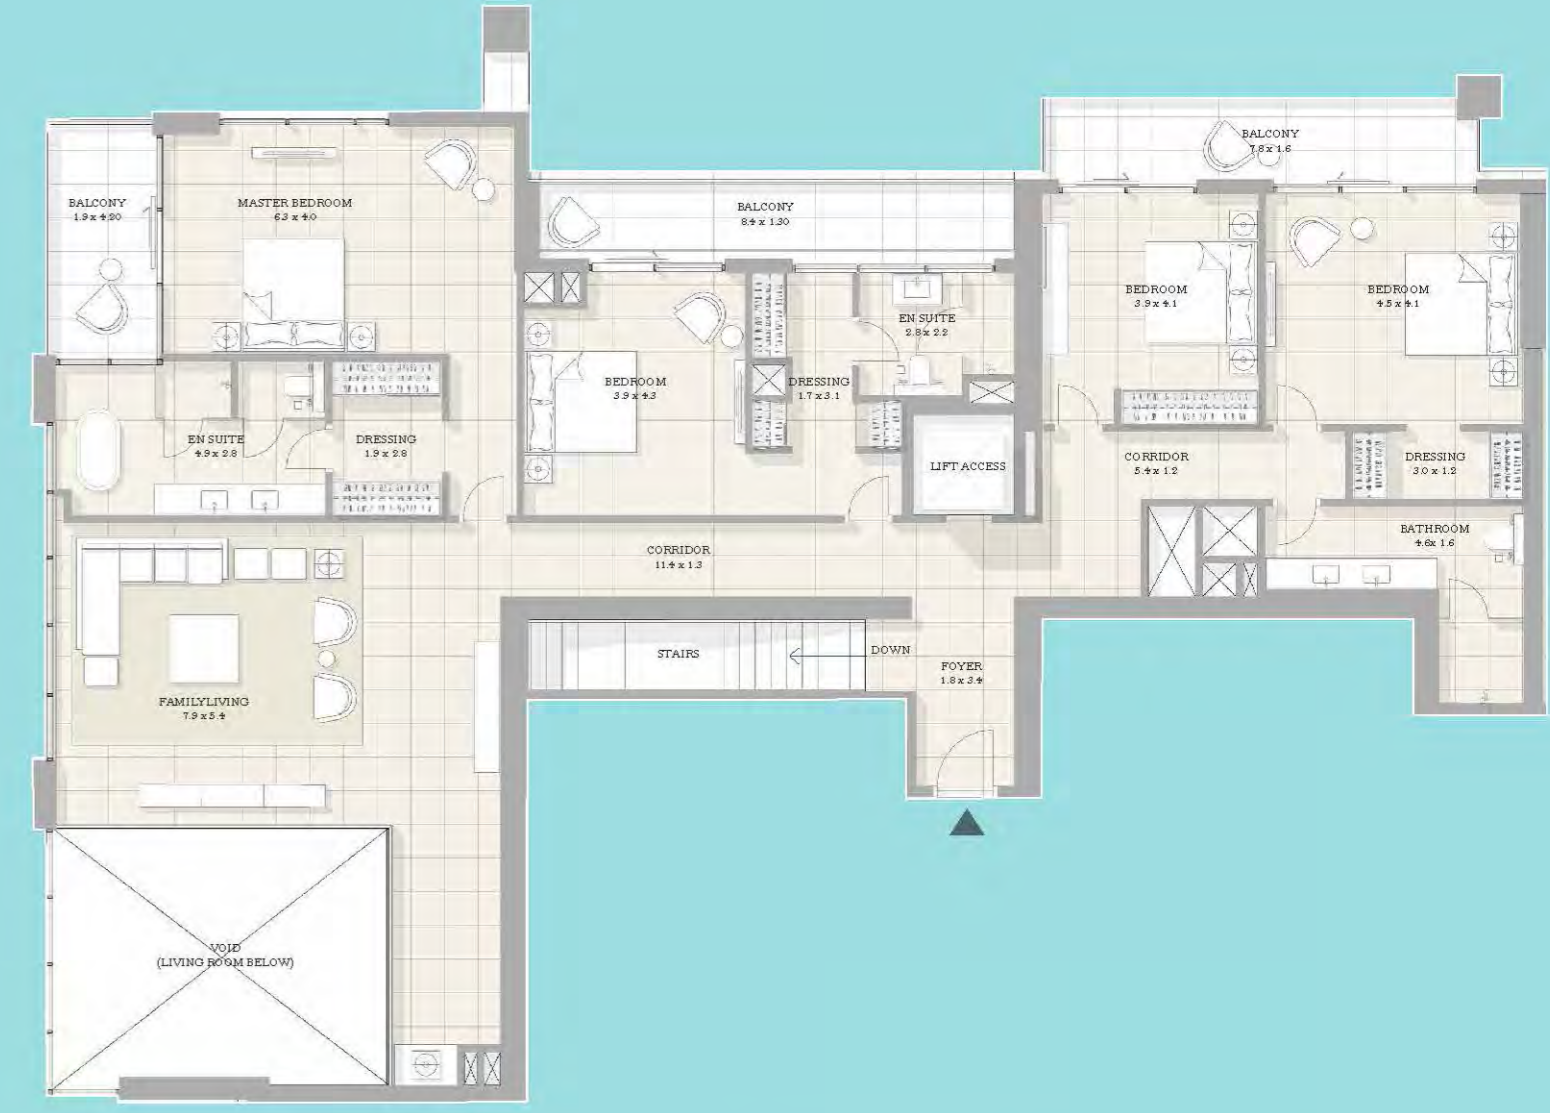 BALCONY
1.9 x 4.20
MASTER BEDROOM
6.3 x 4.0
BALCONY
8.4 x 1.30
BALCONY
7.8 x 1.6
BEDROOM
3.9 x 4.1
BEDROOM
4.5 x 4.1
EN SUITE
2.8 x 2.2
BEDROOM
3.9 x 4.3
DRESSING
1.7 x 3.1
EN SUITE
4.9 x 2.8
DRESSING
1.9 x 2.8
LIFT ACCESS
CORRIDOR
5.4 x 1.2
DRESSING
3.0 x 1.2
BATHROOM
4.6x 1.6
CORRIDOR
11.4 x 1.3
STAIRS
DOWN
FOYER
1.8 x 3.4
FAMILYLIVING
7.9 x 5.4
VOID
(LIVING ROOM BELOW)